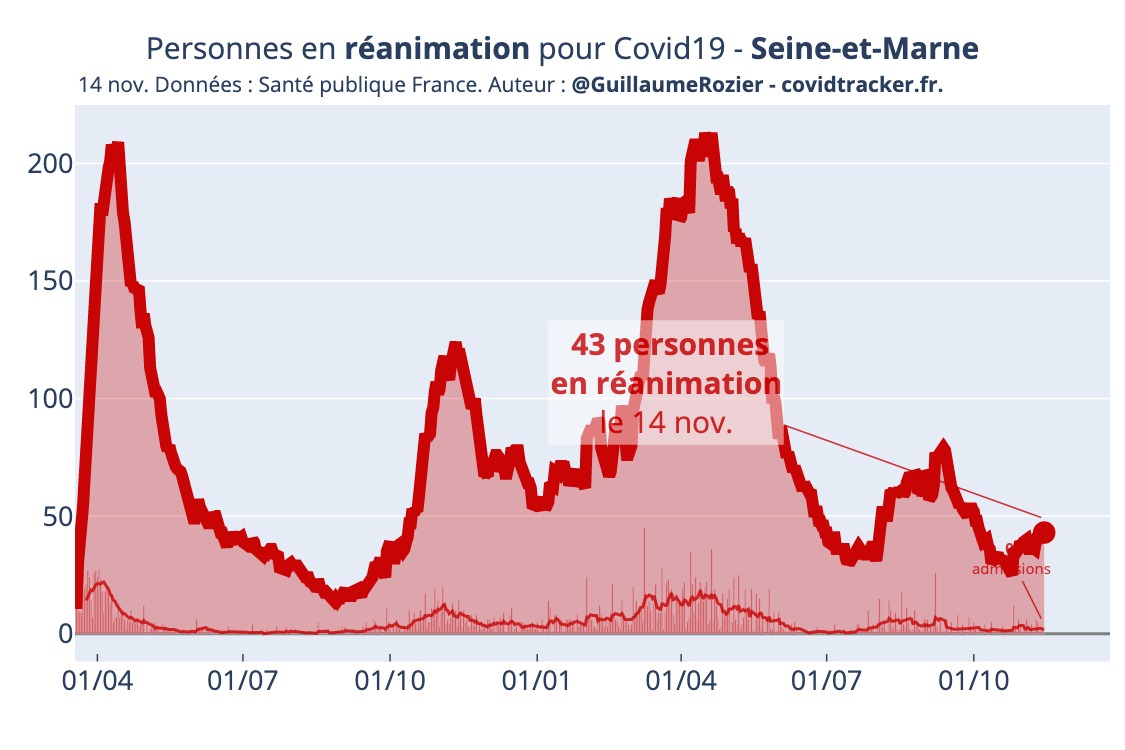 Personnes en réanimation pour Covid19 - Seine-et-Marne
14 nov. Données : Santé publique France. Auteur : @GuillaumeRozier - covidtracker.fr.
200
150
100
50
0
43 personnes
en réanimation
le 14 nov.
admissions
01/04
01/07
01/10
01/01
01/04
01/07
01/10